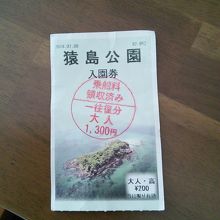 猿島公園
入園券
乗船料
領収済み
一往復分
大人
1,300円
大人・高
¥200